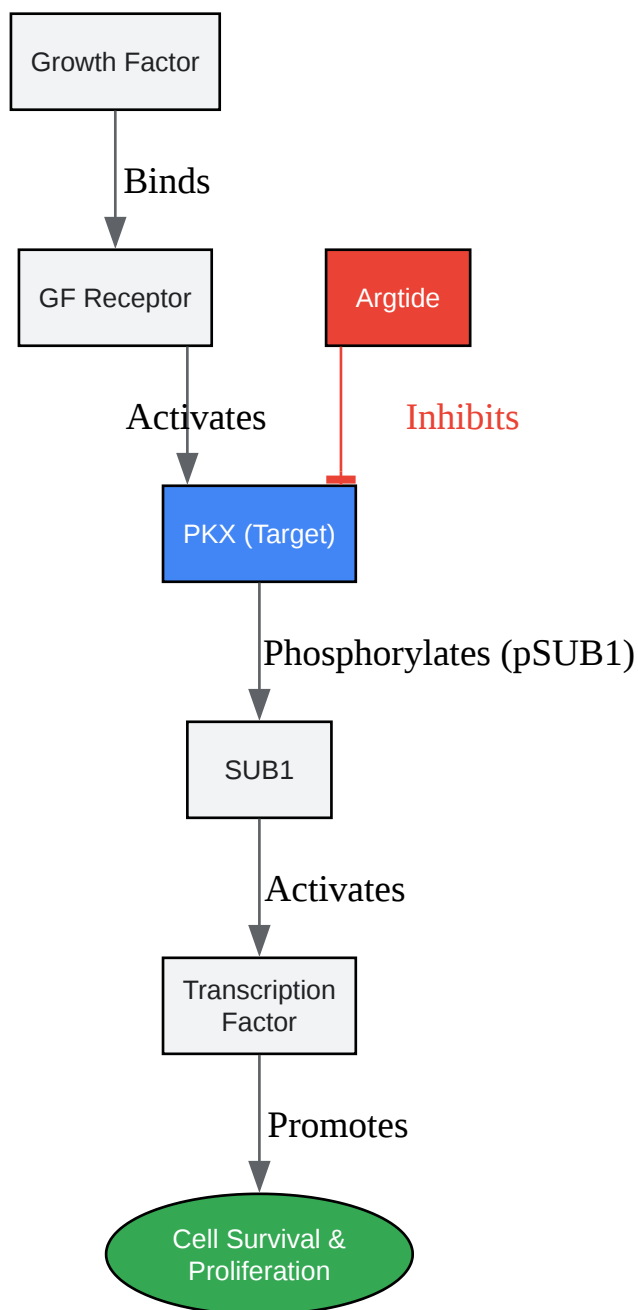 Growth Factor
Binds
GF Receptor
Argtide
Activates
Inhibits
PKX (Target)
Phosphorylates (pSUB1)
SUB1
Activates
Transcription
Factor
Promotes
Cell Survival &
Proliferation